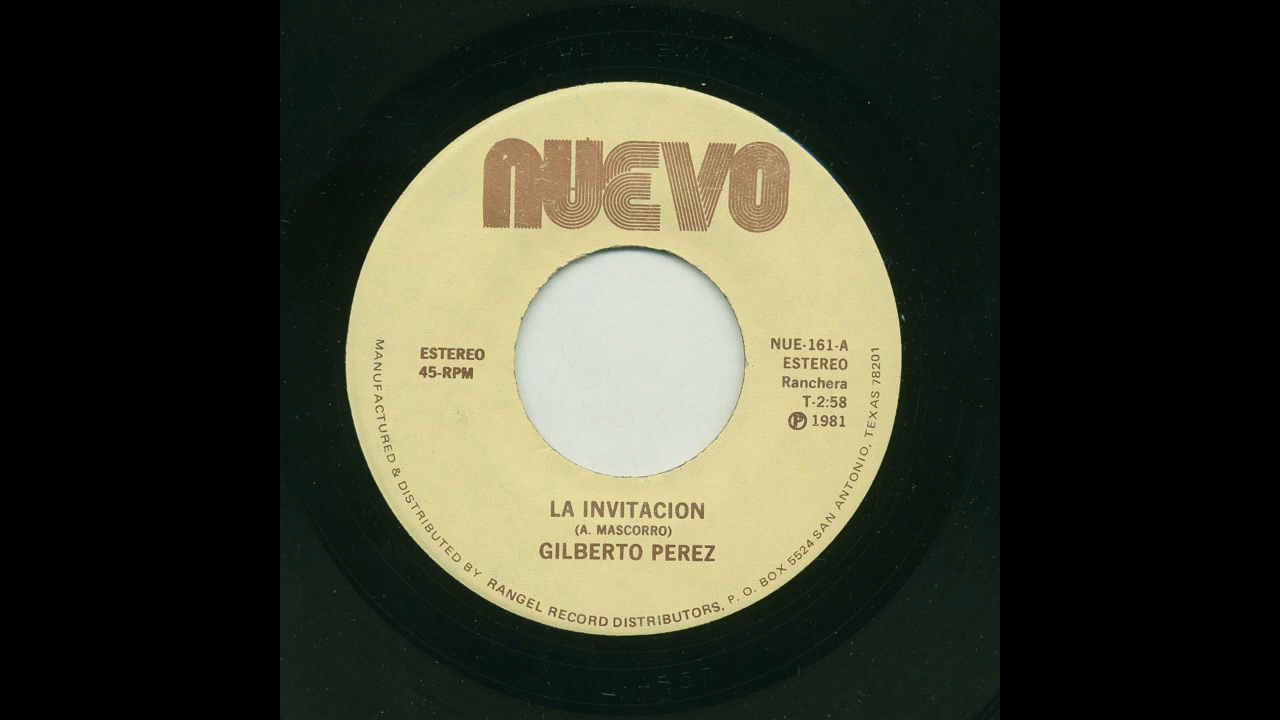 NUEVO
ESTEREO
45-RPM
NUE-161-A
ESTEREO
Ranchera
T-2:58
Ⓟ 1981
LA INVITACION
(A. MASCORRO)
GILBERTO PEREZ
MANUFACTURED & DISTRIBUTED BY RANGEL RECORD DISTRIBUTORS, P. O. BOX 5524 SAN ANTONIO, TEXAS 78201